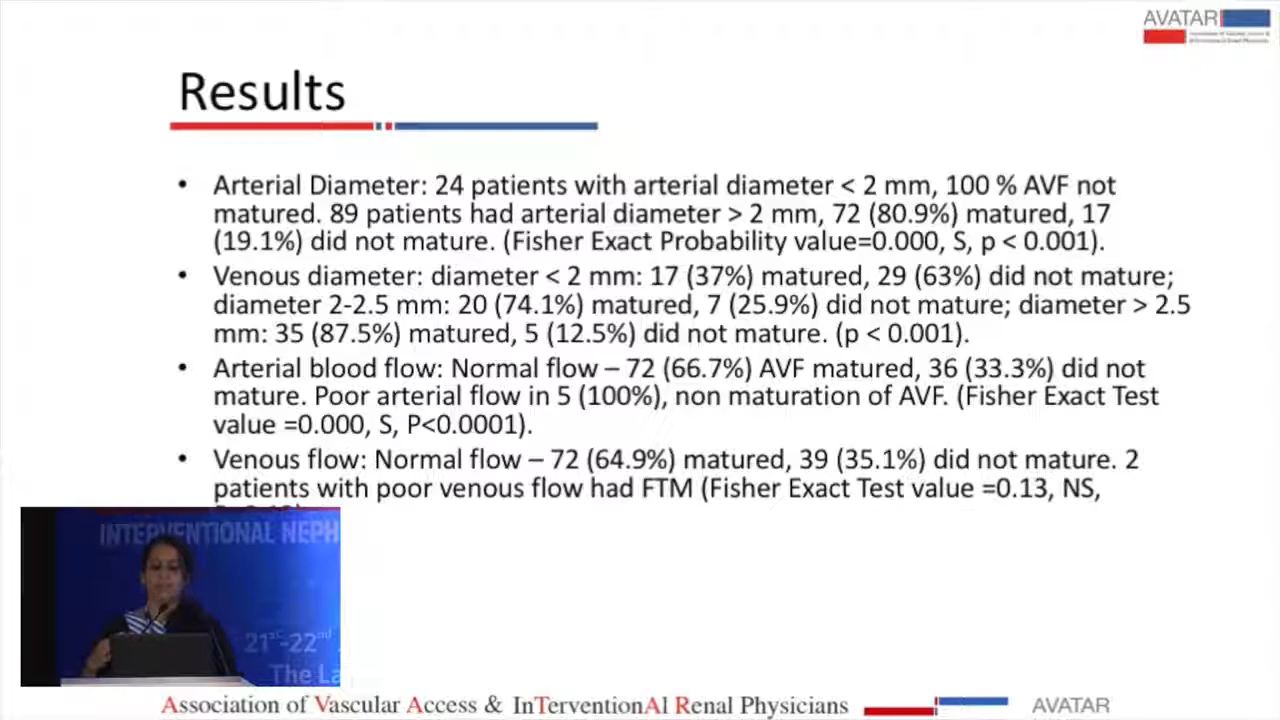 AVATAR
Results
• Arterial Diameter: 24 patients with arterial diameter < 2 mm, 100 % AVF not
matured. 89 patients had arterial diameter > 2 mm, 72 (80.9%) matured, 17
(19.1%) did not mature. (Fisher Exact Probability value=0.000, S, p < 0.001).
• Venous diameter: diameter < 2 mm: 17 (37%) matured, 29 (63%) did not mature;
diameter 2-2.5 mm: 20 (74.1%) matured, 7 (25.9%) did not mature; diameter > 2.5
mm: 35 (87.5%) matured, 5 (12.5%) did not mature. (p < 0.001).
• Arterial blood flow: Normal flow – 72 (66.7%) AVF matured, 36 (33.3%) did not
mature. Poor arterial flow in 5 (100%), non maturation of AVF. (Fisher Exact Test
value =0.000, S, P<0.0001).
• Venous flow: Normal flow – 72 (64.9%) matured, 39 (35.1%) did not mature. 2
patients with poor venous flow had FTM (Fisher Exact Test value =0.13, NS,
INTERVENTIONAL NEPH
21st-22nd
The La
Association of Vascular Access & InTerventionAl Renal Physicians
AVATAR